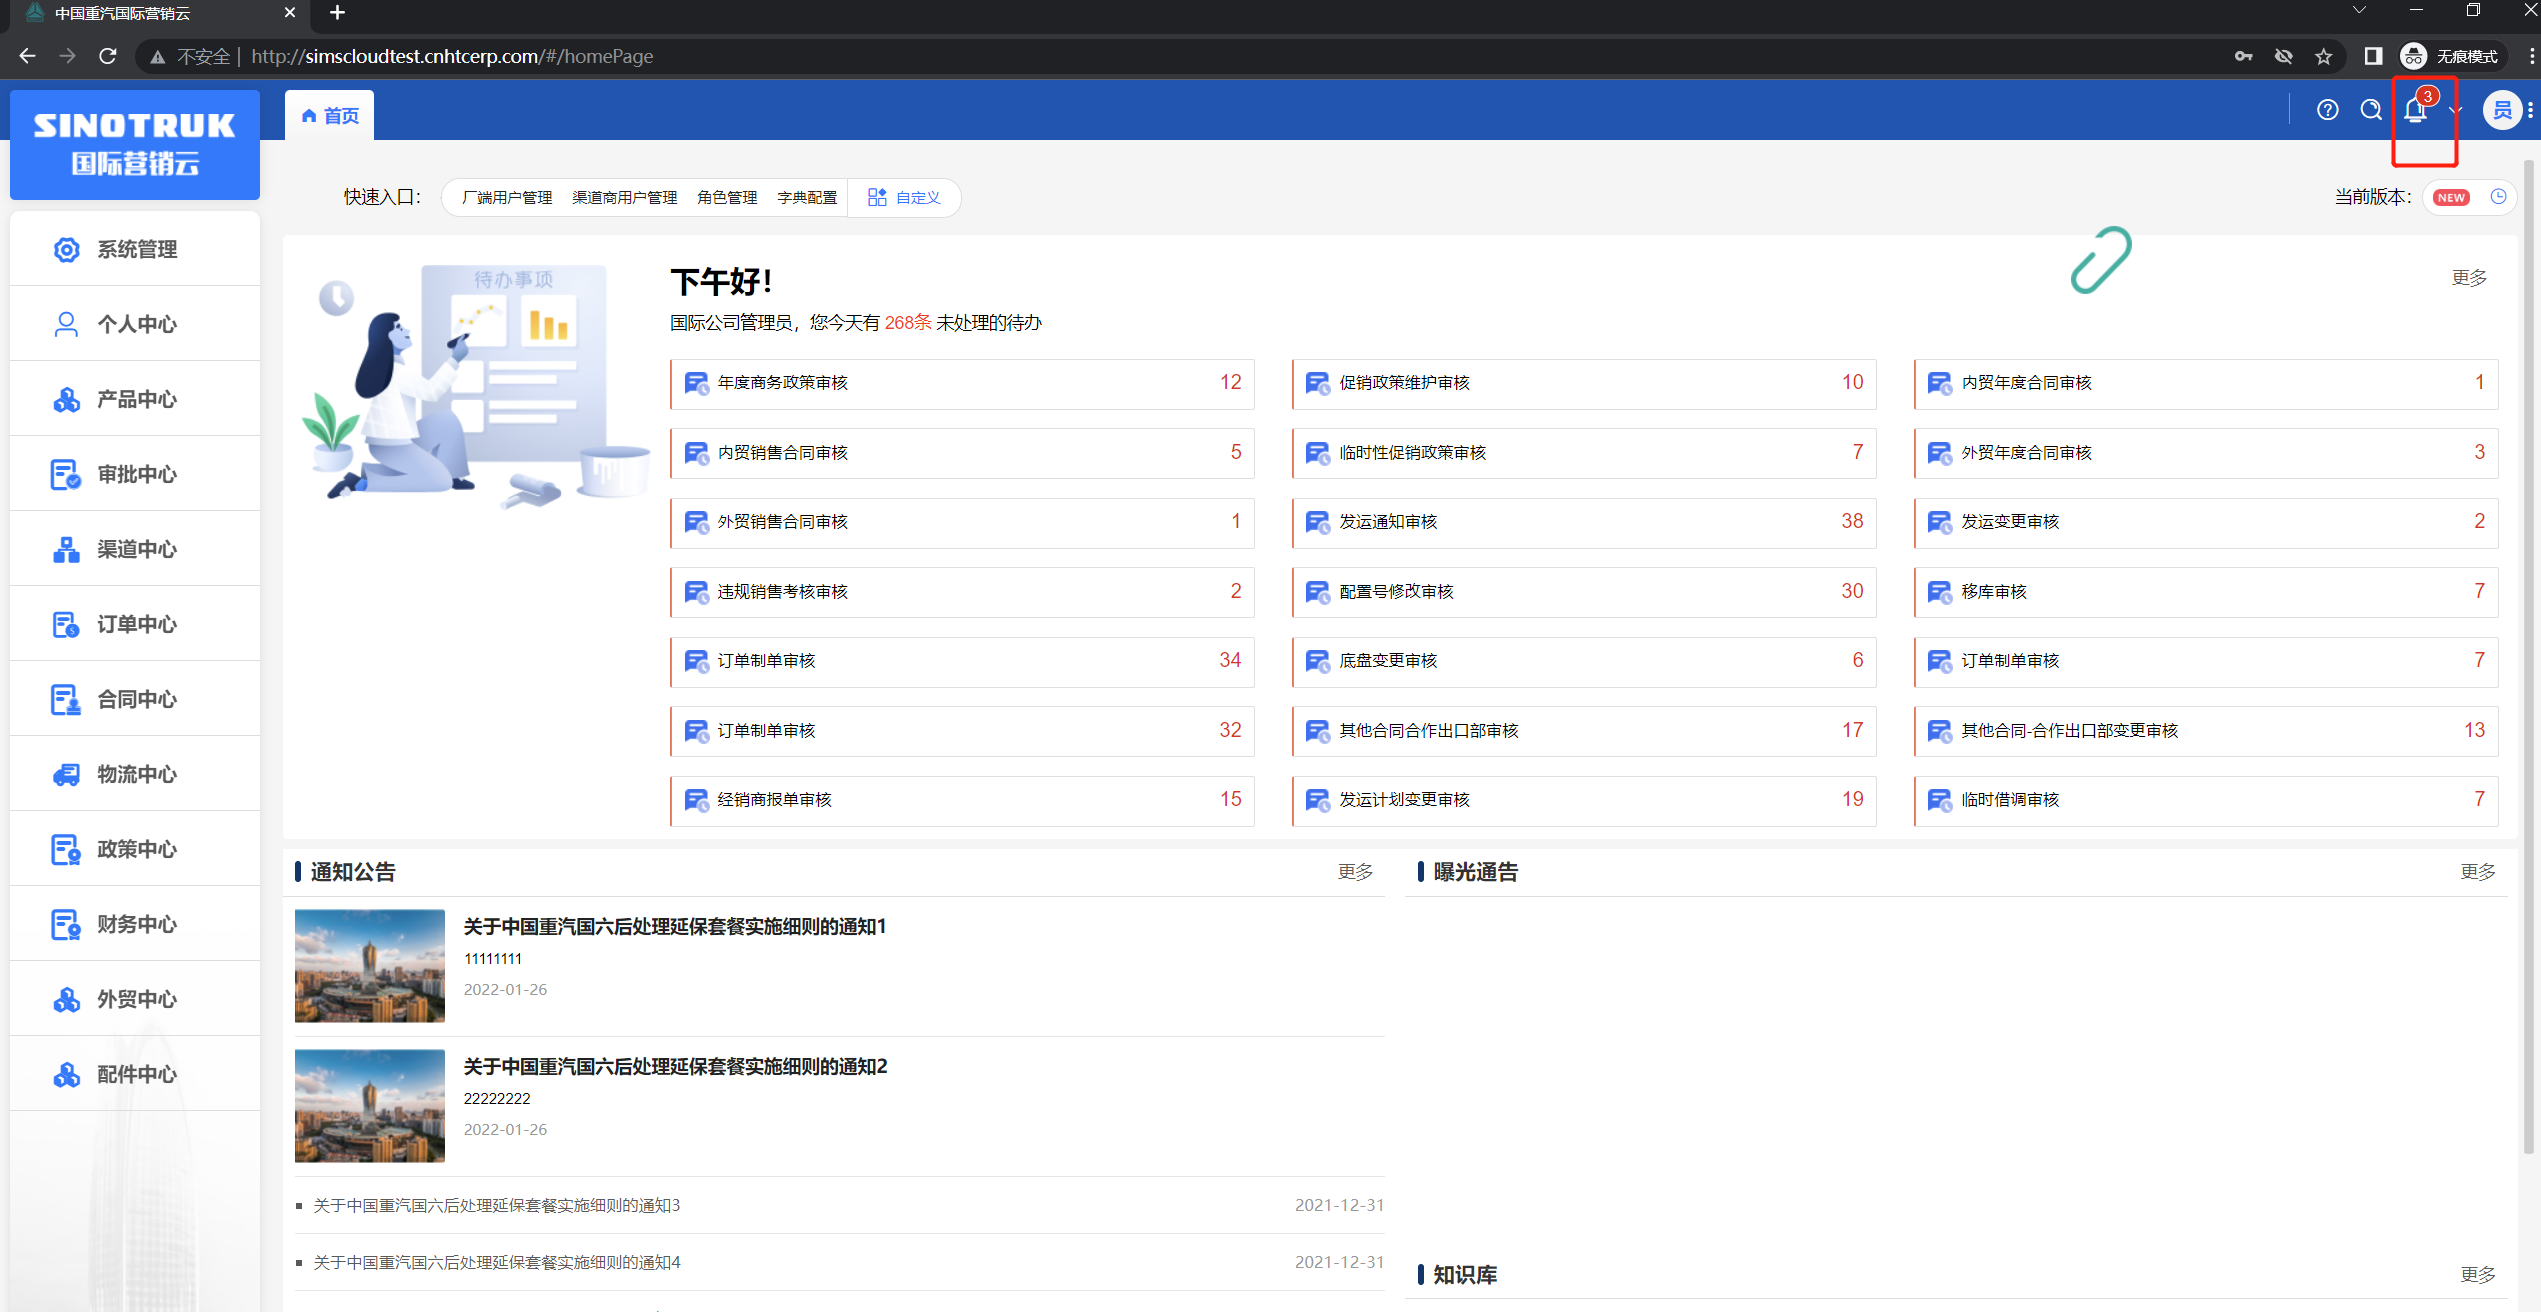 中国重汽国际营销云
不安全 | http://simscloudtest.cnhtcerp.com/#/homePage
无痕模式
SINOTRUK
国际营销云
首页
3
员
系统管理
个人中心
产品中心
审批中心
渠道中心
订单中心
合同中心
物流中心
政策中心
财务中心
外贸中心
配件中心
快速入口： 厂端用户管理 渠道商用户管理 角色管理 字典配置 自定义
当前版本： NEW
待办事项
下午好！
更多
国际公司管理员，您今天有 268条 未处理的待办
年度商务政策审核 12
促销政策维护审核 10
内贸年度合同审核 1
内贸销售合同审核 5
临时性促销政策审核 7
外贸年度合同审核 3
外贸销售合同审核 1
发运通知审核 38
发运变更审核 2
违规销售考核审核 2
配置号修改审核 30
移库审核 7
订单制单审核 34
底盘变更审核 6
订单制单审核 7
订单制单审核 32
其他合同合作出口部审核 17
其他合同-合作出口部变更审核 13
经销商报单审核 15
发运计划变更审核 19
临时借调审核 7
通知公告 更多
关于中国重汽国六后处理延保套餐实施细则的通知1
11111111
2022-01-26
关于中国重汽国六后处理延保套餐实施细则的通知2
22222222
2022-01-26
关于中国重汽国六后处理延保套餐实施细则的通知3 2021-12-31
关于中国重汽国六后处理延保套餐实施细则的通知4 2021-12-31
曝光通告 更多
知识库 更多